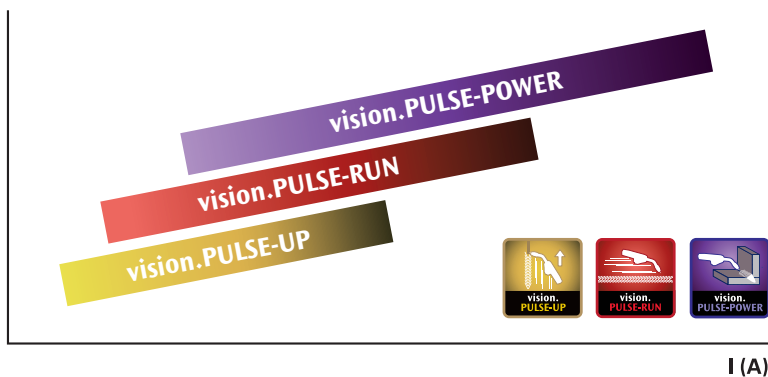 vision.PULSE-POWER
vision.PULSE-RUN
vision.PULSE-UP
vision.
PULSE-UP
vision.
PULSE-RUN
vision.
PULSE-POWER
I (A)